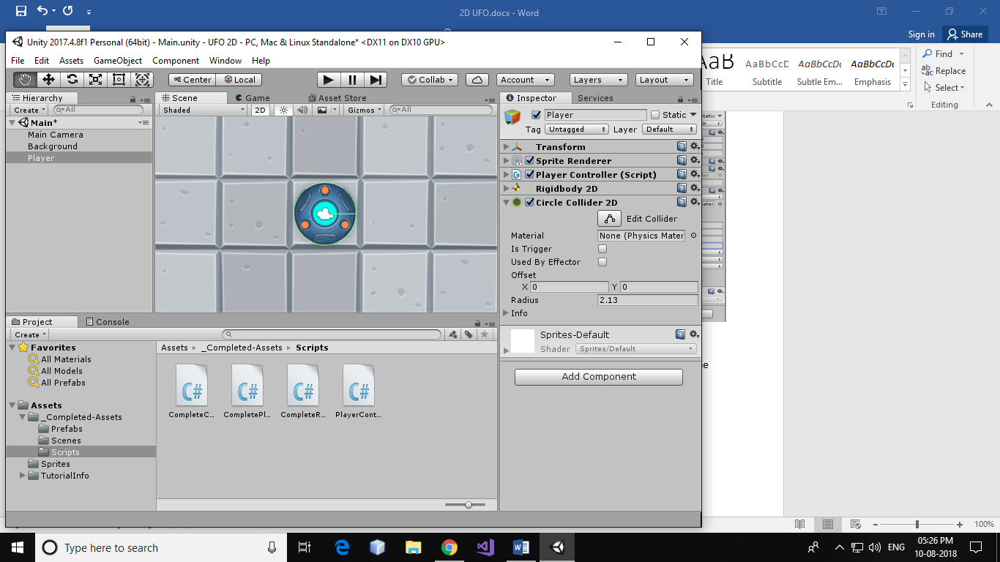 2D UFO.docx - Word
Sign in
Share
Unity 2017.4.8f1 Personal (64bit) - Main.unity - UFO 2D - PC, Mac & Linux Standalone* <DX11 on DX10 GPU>
File Edit Assets GameObject Component Window Help
Center Local
Collab
Account
Layers
Layout
Title
Subtitle
Subtle Em...
Emphasis
AaB
AaBbCcD
AaBbCcDc
AaBbCcDc
Find
Replace
Select
Editing
Hierarchy
Create
All
Main*
Main Camera
Background
Player
Scene
Game
Asset Store
Shaded
2D
Gizmos
All
Inspector
Services
Player
Static
Tag Untagged Layer Default
Transform
Sprite Renderer
Player Controller (Script)
Rigidbody 2D
Circle Collider 2D
Edit Collider
Material None (Physics Mater
Is Trigger
Used By Effector
Offset
X 0 Y 0
Radius 2.13
Info
Sprites-Default
Shader Sprites/Default
Add Component
Project
Console
Create
Favorites
All Materials
All Models
All Prefabs
Assets
_Completed-Assets
Prefabs
Scenes
Scripts
Sprites
TutorialInfo
Assets _Completed-Assets Scripts
C# C# C# C#
CompleteC... CompletePl... CompleteR... PlayerCont...
100%
Type here to search
ENG
05:26 PM
10-08-2018